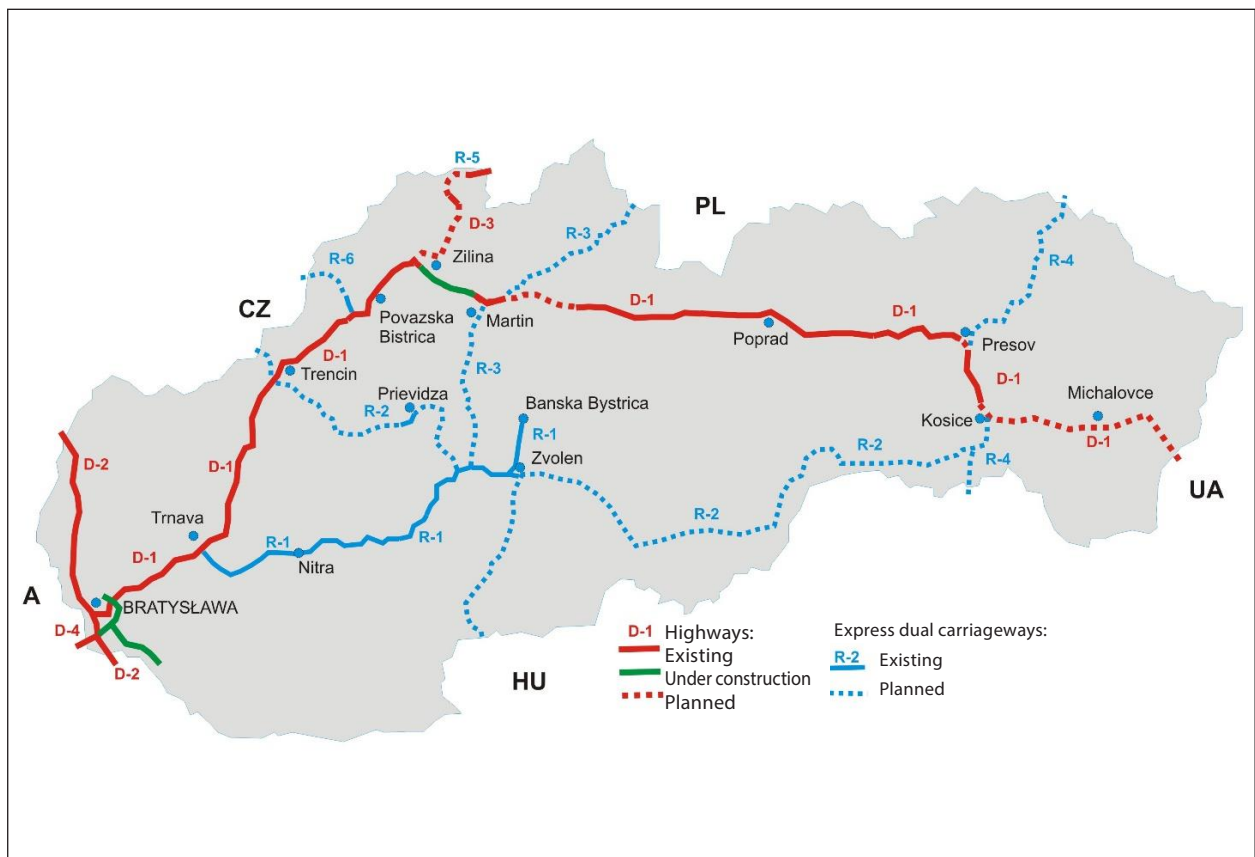 R-5
PL
D-3
R-3
R-6
Zilina
R-4
CZ
D-1
Povazska
Bistrica
Martin
D-1
Poprad
D-1
Presov
D-1
Trencin
R-3
Prievidza
R-2
Banska Bystrica
D-1
Michalovce
Kosice
D-1
R-1
Zvolen
R-2
R-4
D-2
D-1
UA
Trnava
R-1
R-1
R-2
Nitra
D-1
A
BRATYSŁAWA
D-4
D-2
HU
D-1 Highways:
Existing
Under construction
Planned
Express dual carriageways:
R-2 Existing
Planned